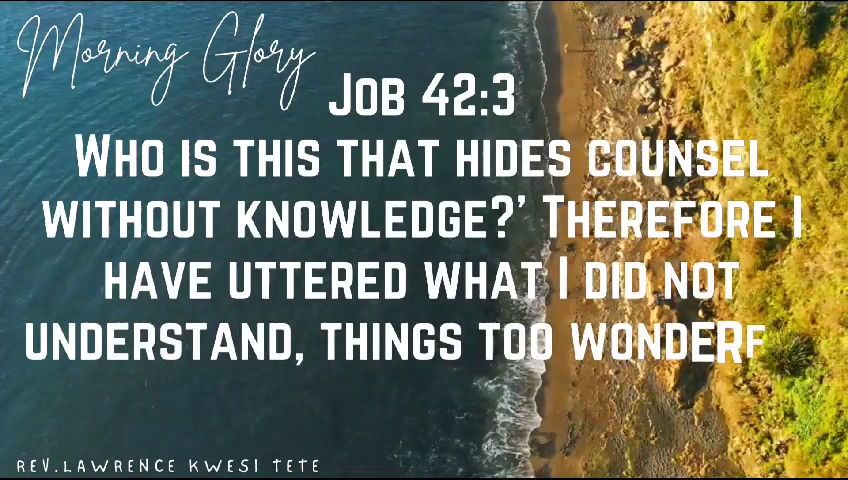 Morning Glory
Job 42:3
Who is this that hides counsel
without knowledge?' Therefore I
have uttered what I did not
understand, things too wonderf
REV.LAWRENCE KWESI TETE